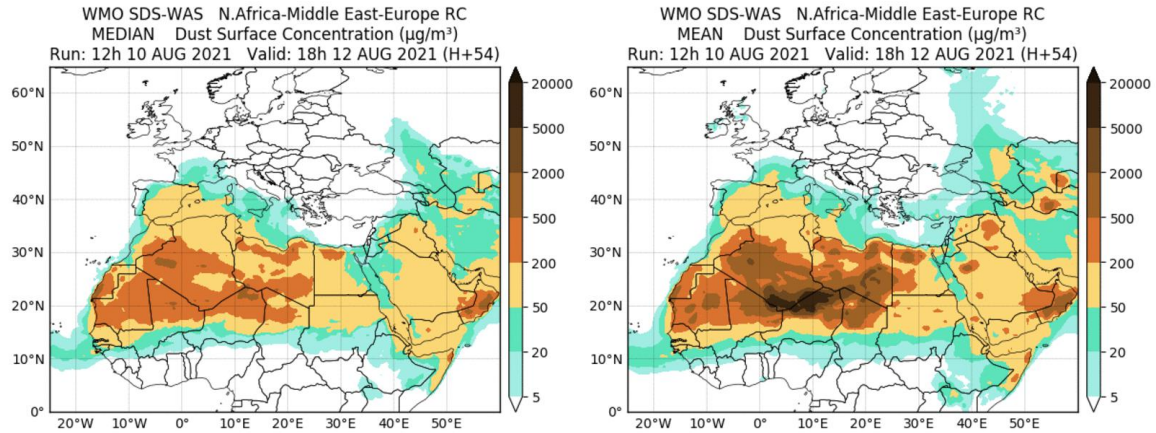 WMO SDS-WAS   N.Africa-Middle East-Europe RC
MEDIAN    Dust Surface Concentration (µg/m³)
Run: 12h 10 AUG 2021   Valid: 18h 12 AUG 2021 (H+54)
60°N
50°N
40°N
30°N
20°N
10°N
0°
20°W
10°W
0°
10°E
20°E
30°E
40°E
50°E
20000
5000
2000
500
200
50
20
5
WMO SDS-WAS   N.Africa-Middle East-Europe RC
MEAN    Dust Surface Concentration (µg/m³)
Run: 12h 10 AUG 2021   Valid: 18h 12 AUG 2021 (H+54)
60°N
50°N
40°N
30°N
20°N
10°N
0°
20°W
10°W
0°
10°E
20°E
30°E
40°E
50°E
20000
5000
2000
500
200
50
20
5